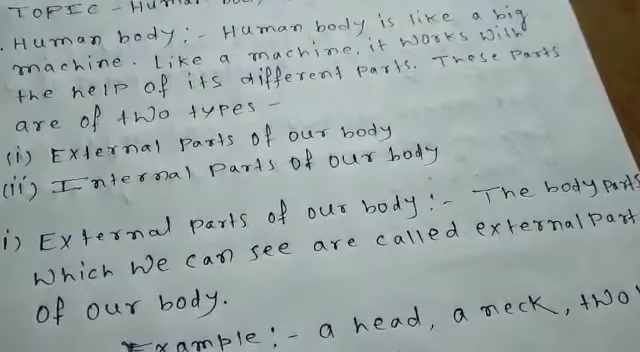 TOPIC - Human body
Human body :- Human body is like a big
machine. Like a machine, it works with
the help of its different parts. These parts
are of two types -
(i) External parts of our body
(ii) Internal parts of our body
i) External parts of our body :- The body parts
which we can see are called external part
of our body.
Example :- a head, a neck, two